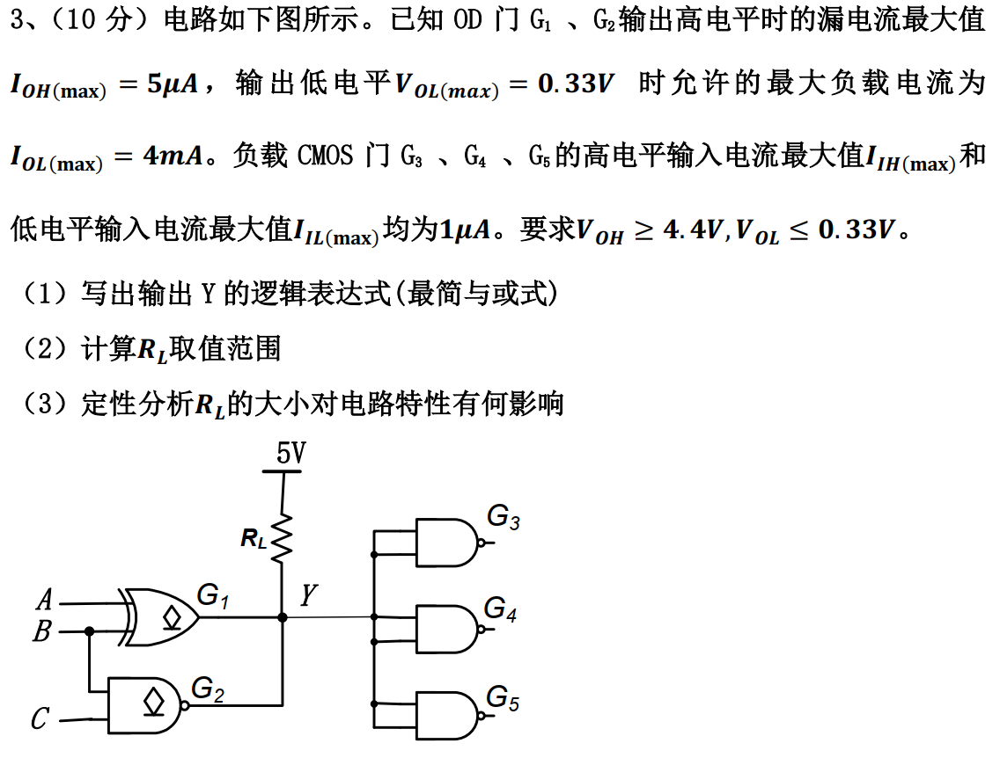 3、（10 分）电路如下图所示。已知 OD 门 G₁ 、G₂输出高电平时的漏电流最大值
I_OH(max) = 5μA，输出低电平V_OL(max) = 0.33V 时允许的最大负载电流为
I_OL(max) = 4mA。负载 CMOS 门 G₃ 、G₄ 、G₅的高电平输入电流最大值I_IH(max)和
低电平输入电流最大值I_IL(max)均为1μA。要求V_OH ≥ 4.4V,V_OL ≤ 0.33V。
（1）写出输出 Y 的逻辑表达式(最简与或式)
（2）计算R_L取值范围
（3）定性分析R_L的大小对电路特性有何影响
5V
G₃
R_L
A
G₁
Y
G₄
B
G₂
G₅
C